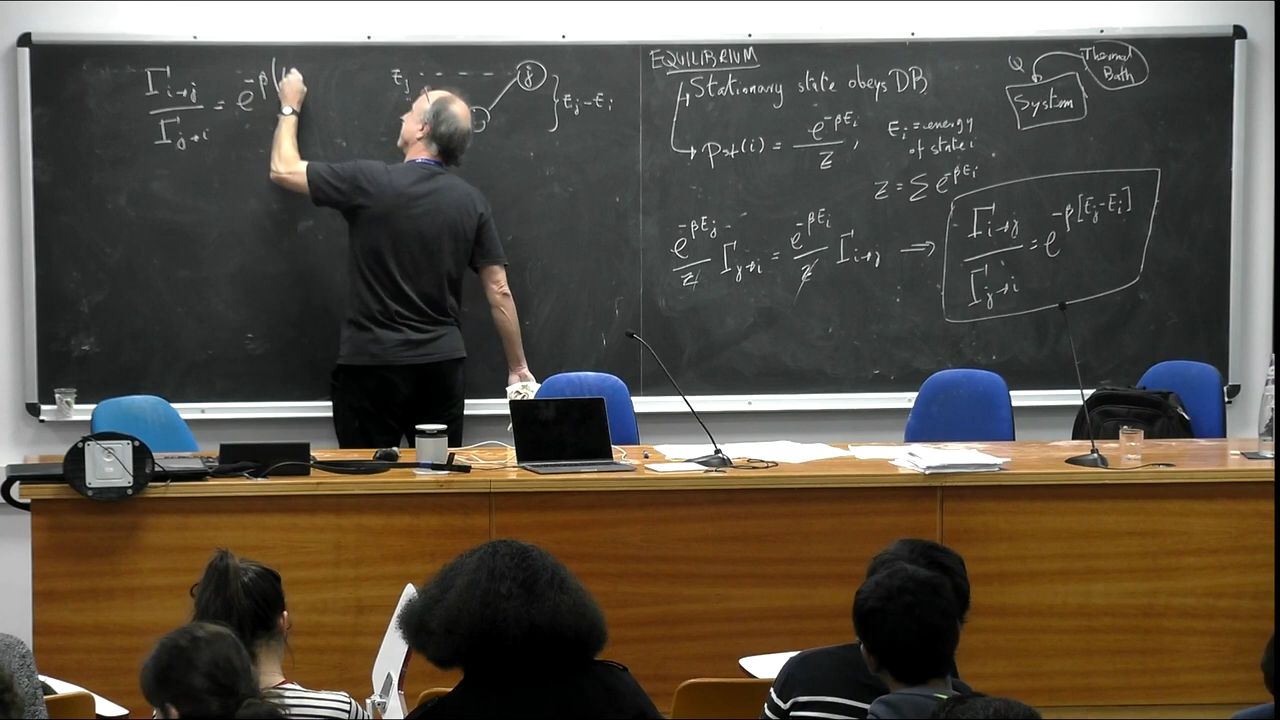 Γi→j / Γj→i = e^-β(
Ej - - - - - j } Ej-Ei
EQUILIBRIUM
Stationary state obeys DB
Pst(i) = e^-βEi / Z ,
Ei = energy of state i
Z = Σ e^-βEi
Q Thermal Bath
System
e^-βEj / Z Γj→i = e^-βEi / Z Γi→j ⟹ Γi→j / Γj→i = e^-β[Ej-Ei]